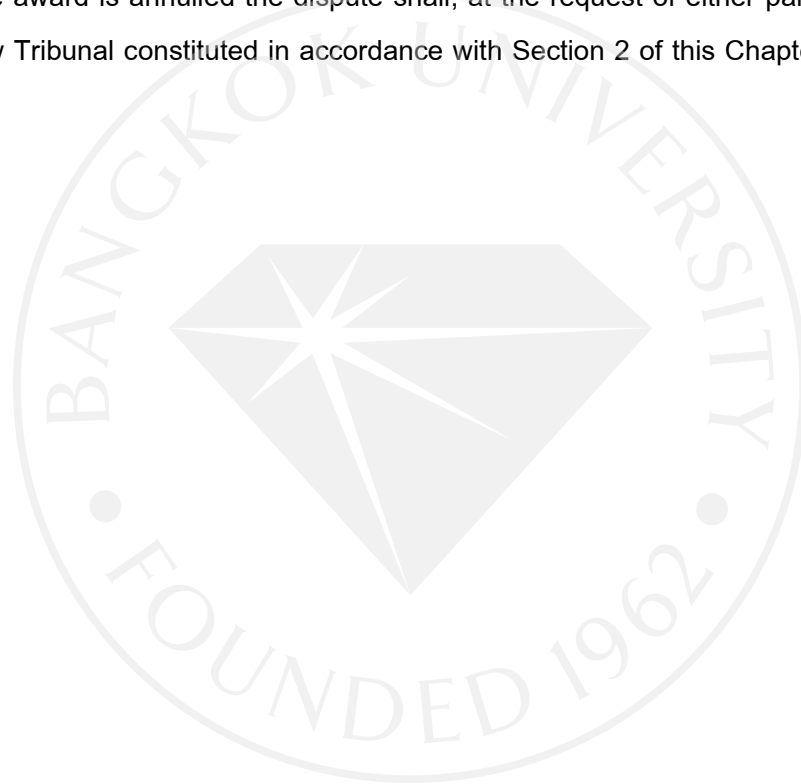 award is annulled the dispute shall, at the request of either
Tribunal constituted in accordance with Section 2 of this
BANGKOK UNIVERSITY
FOUNDED 1962